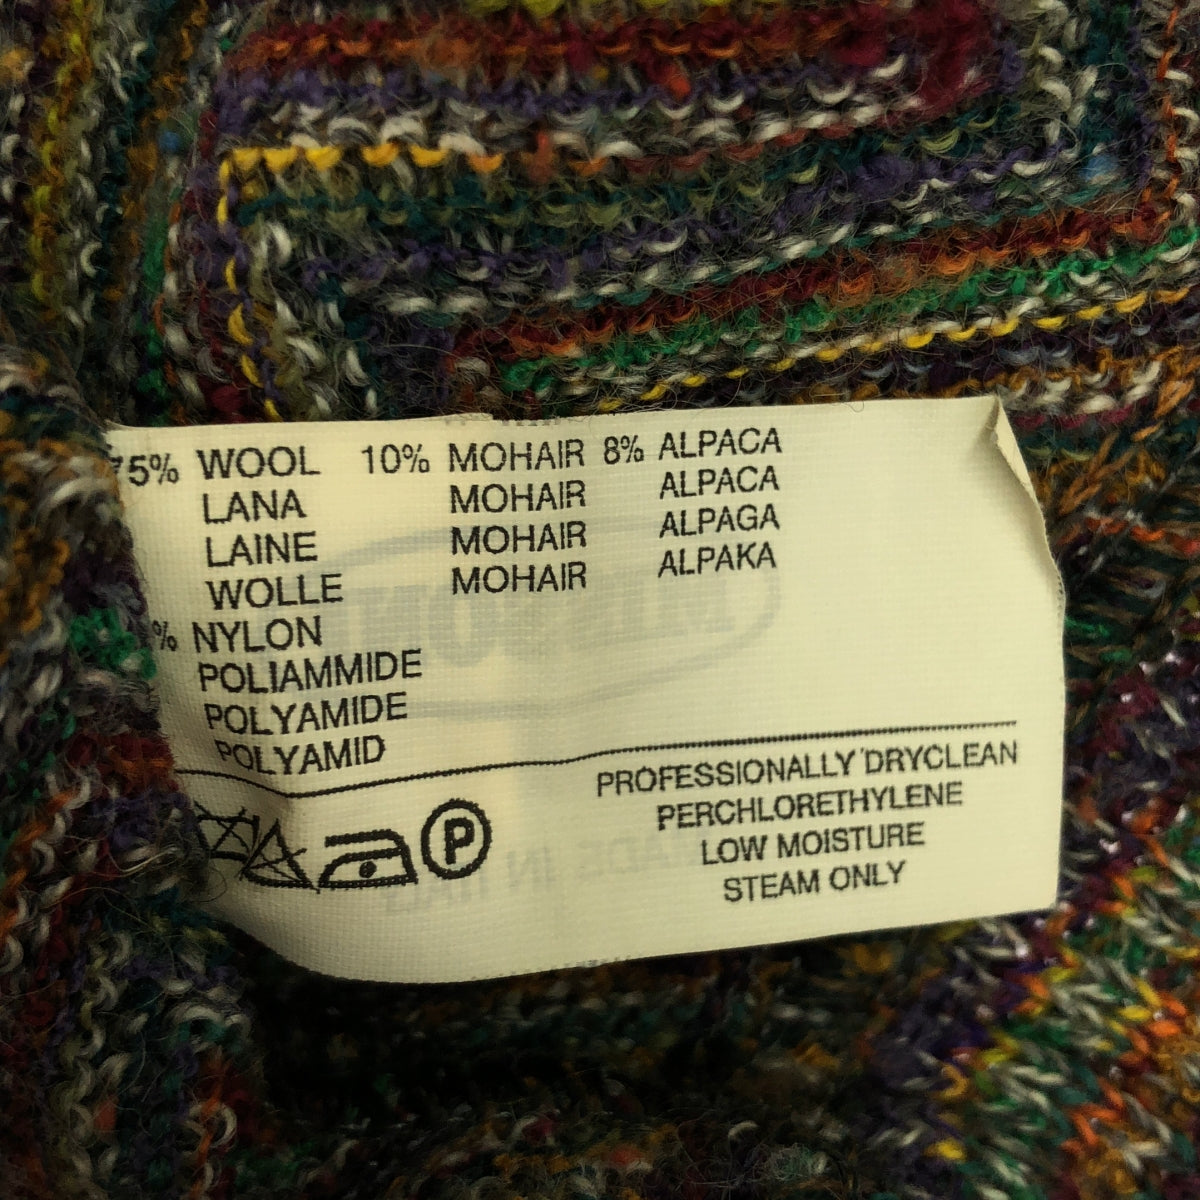 75% WOOL 10% MOHAIR 8% ALPACA
LANA MOHAIR ALPACA
LAINE MOHAIR ALPAGA
WOLLE MOHAIR ALPAKA
% NYLON
POLIAMMIDE
POLYAMIDE
POLYAMID
PROFESSIONALLY DRYCLEAN
PERCHLORETHYLENE
LOW MOISTURE
STEAM ONLY
P